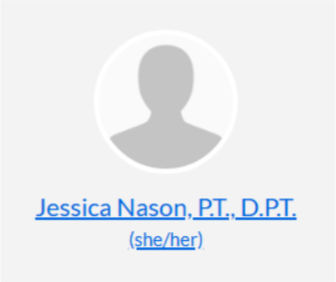 Jessica Nason, P.T., D.P.T.
(she/her)